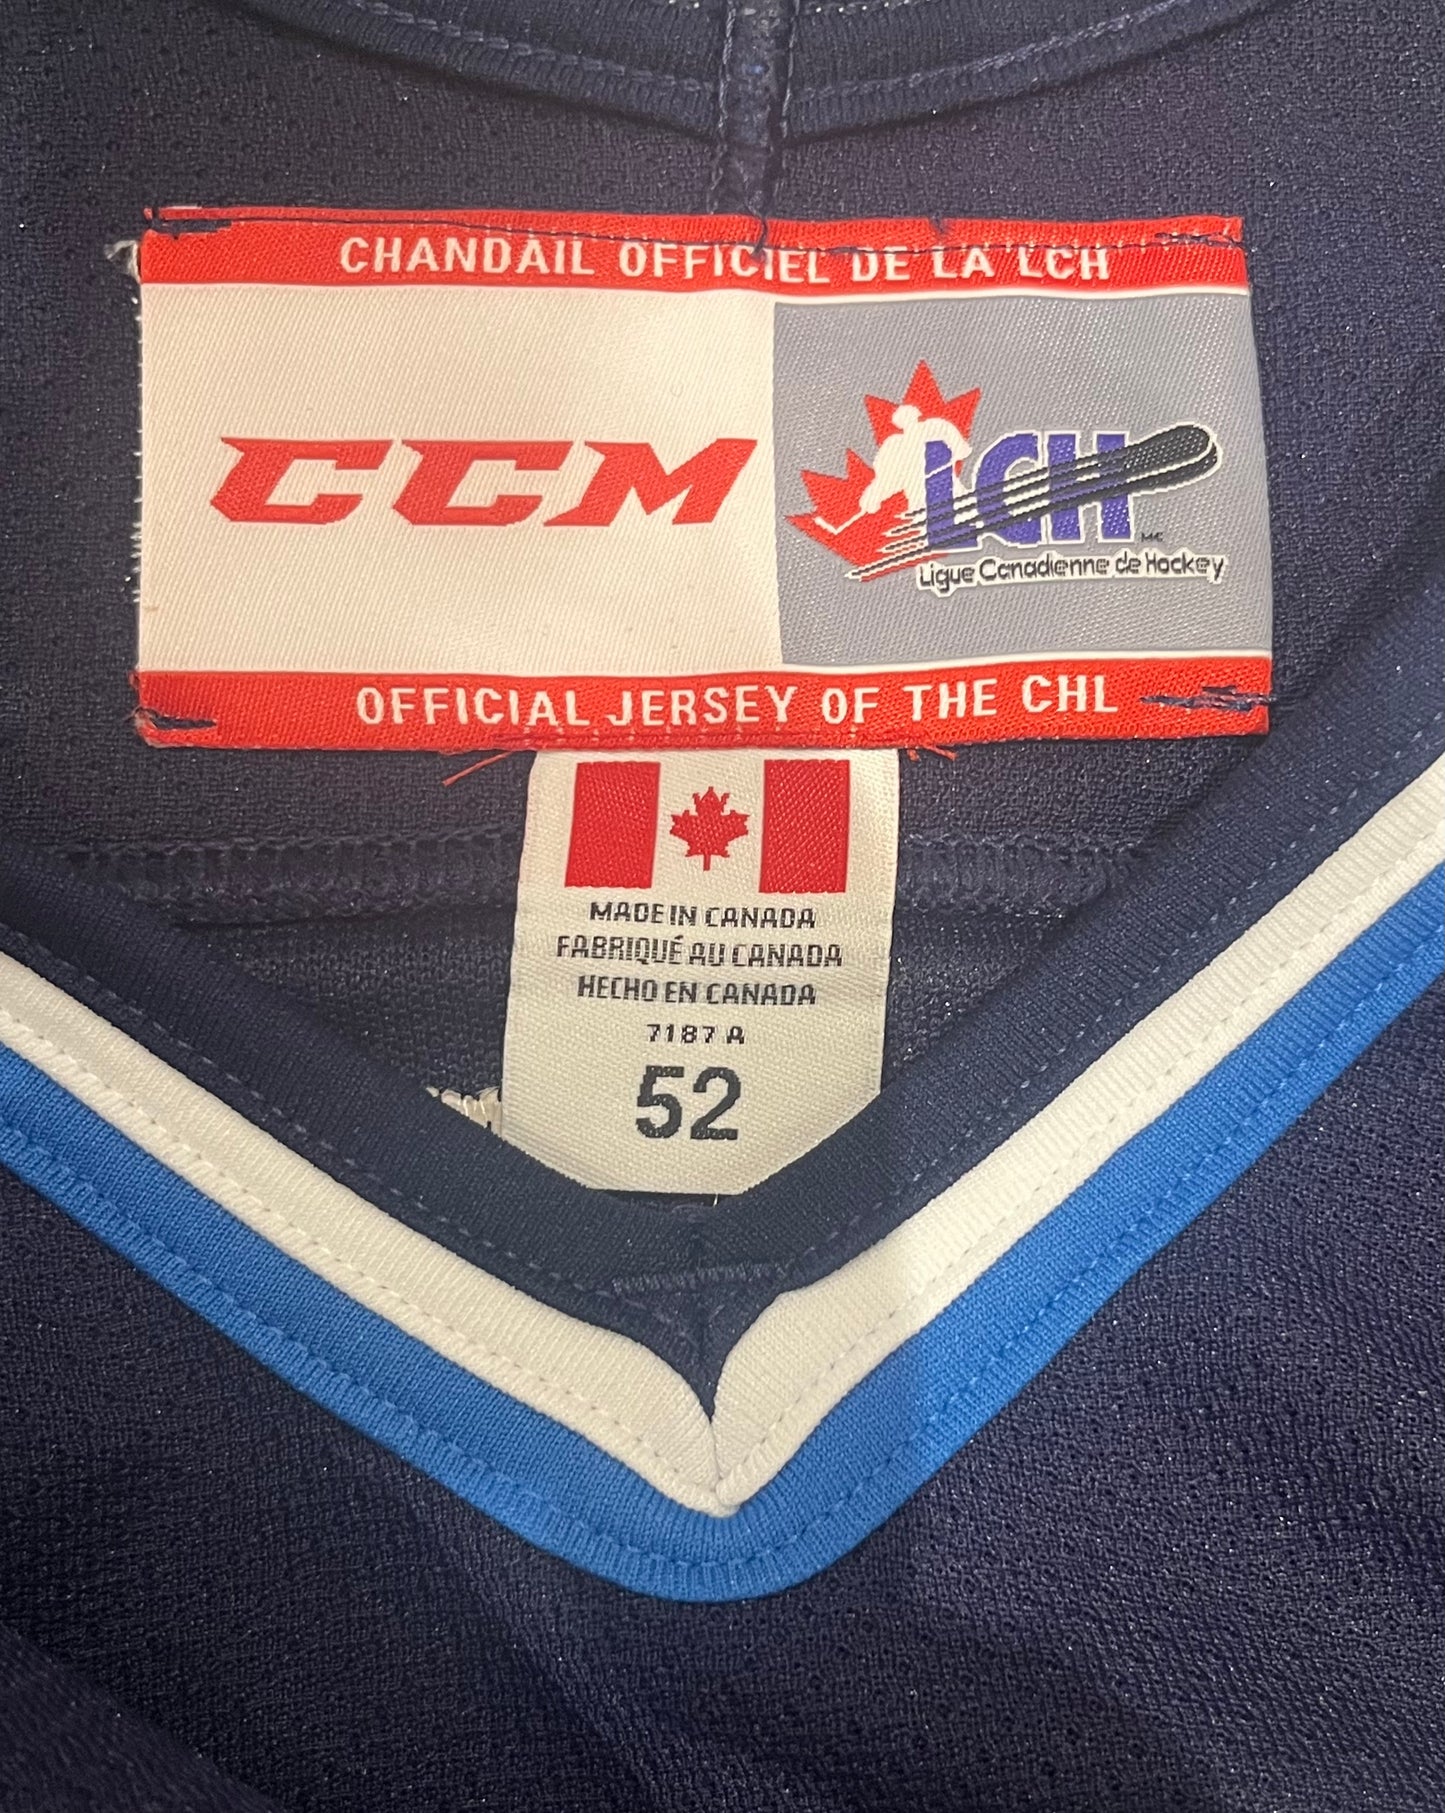 CHANDAIL OFFICIEL DE LA LCH
CCM
LCH
MC
Ligue Canadienne de Hockey
OFFICIAL JERSEY OF THE CHL
MADE IN CANADA
FABRIQUÉ AU CANADA
HECHO EN CANADA
7187 A
52